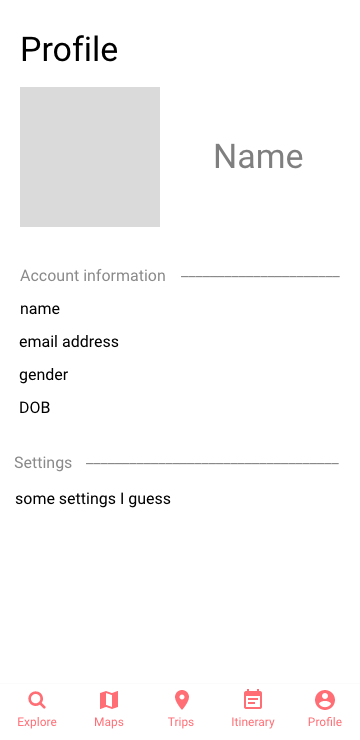 Profile
Name
Account information
name
email address
gender
DOB
Settings
some settings I guess
Explore Maps Trips Itinerary Profile